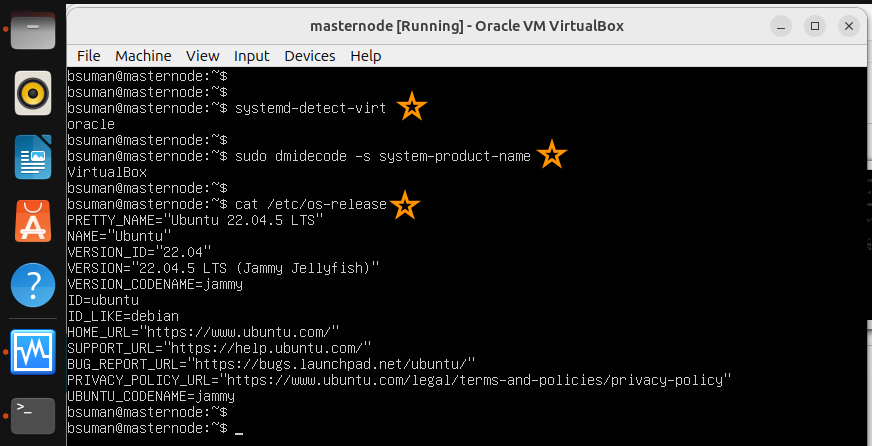 masternode [Running] - Oracle VM VirtualBox
File Machine View Input Devices Help
bsuman@masternode:~$
bsuman@masternode:~$
bsuman@masternode:~$ systemd-detect-virt
oracle
bsuman@masternode:~$
bsuman@masternode:~$ sudo dmidecode -s system-product-name
VirtualBox
bsuman@masternode:~$
bsuman@masternode:~$ cat /etc/os-release
PRETTY_NAME="Ubuntu 22.04.5 LTS"
NAME="Ubuntu"
VERSION_ID="22.04"
VERSION="22.04.5 LTS (Jammy Jellyfish)"
VERSION_CODENAME=jammy
ID=ubuntu
ID_LIKE=debian
HOME_URL="https://www.ubuntu.com/"
SUPPORT_URL="https://help.ubuntu.com/"
BUG_REPORT_URL="https://bugs.launchpad.net/ubuntu/"
PRIVACY_POLICY_URL="https://www.ubuntu.com/legal/terms-and-policies/privacy-policy"
UBUNTU_CODENAME=jammy
bsuman@masternode:~$
bsuman@masternode:~$ _